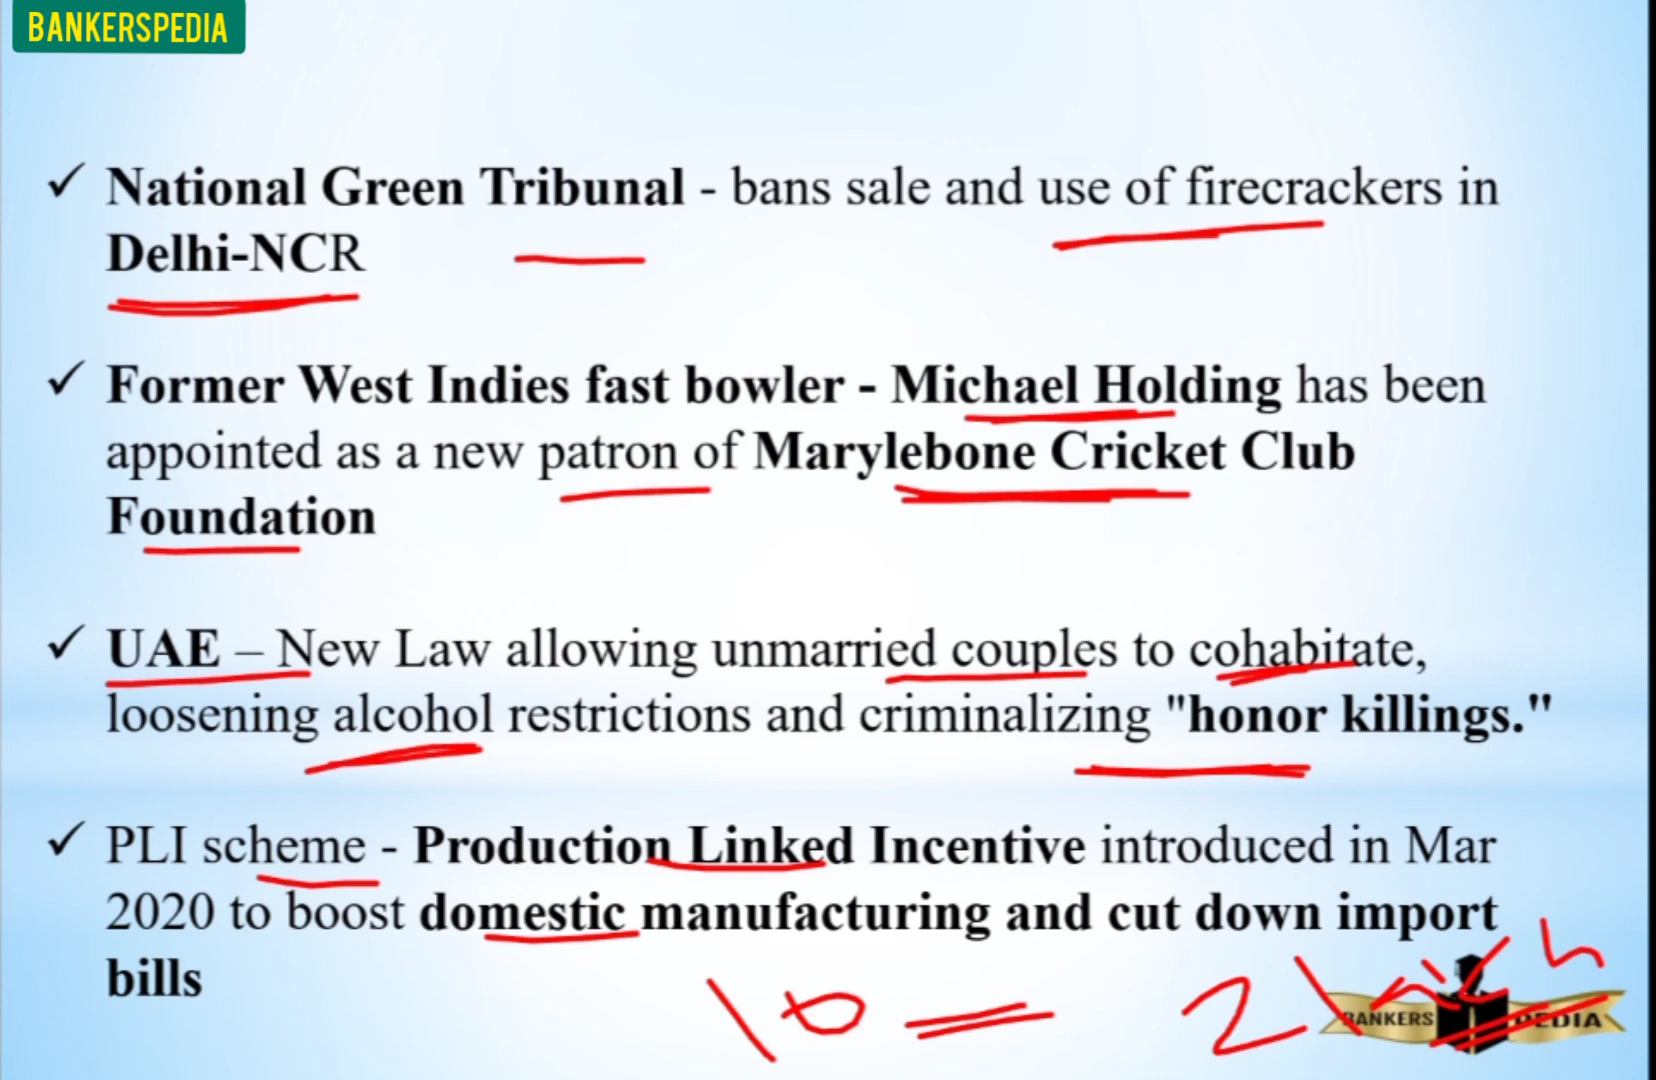 BANKERSPEDIA
✓ National Green Tribunal - bans sale and use of firecrackers in
Delhi-NCR
✓ Former West Indies fast bowler - Michael Holding has been
appointed as a new patron of Marylebone Cricket Club
Foundation
✓ UAE – New Law allowing unmarried couples to cohabitate,
loosening alcohol restrictions and criminalizing "honor killings."
✓ PLI scheme - Production Linked Incentive introduced in Mar
2020 to boost domestic manufacturing and cut down import
bills
10 2
BANKERS PEDIA